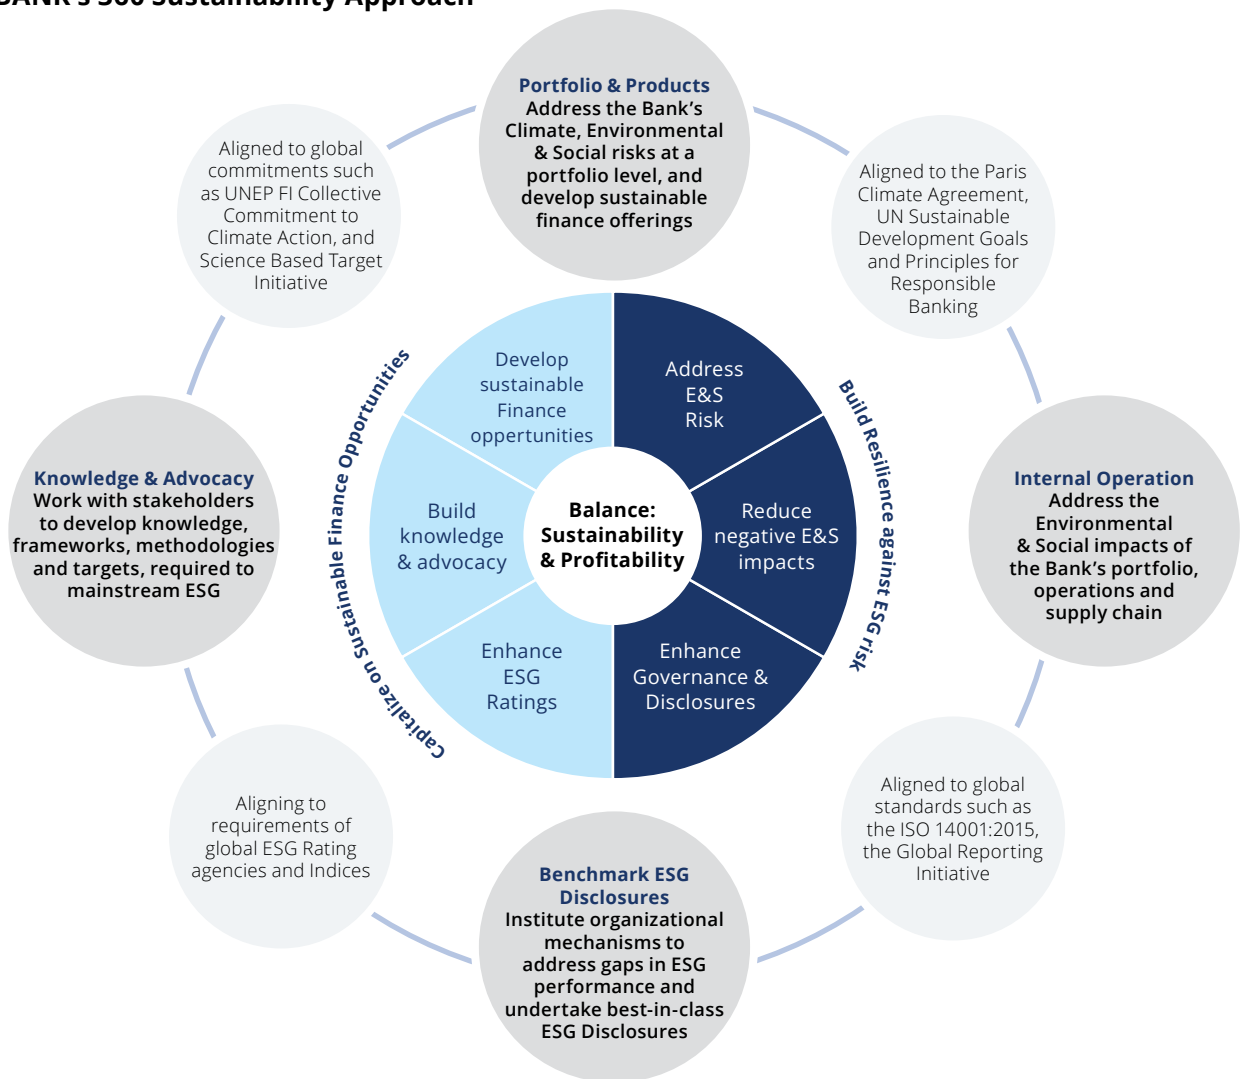 BANK's 360 Sustainability Approach
Portfolio & Products
Address the Bank's
Climate, Environmental
& Social risks at a
portfolio level, and
develop sustainable
finance offerings
Aligned to global
commitments such
as UNEP FI Collective
Commitment to
Climate Action, and
Science Based Target
Initiative
Aligned to the Paris
Climate Agreement,
UN Sustainable
Development Goals
and Principles for
Responsible
Banking
Capitalize on Sustainable Finance Opportunities
Develop
sustainable
Finance
oppertunities
Address
E&S
Risk
Build Resilience against ESG risk
Knowledge & Advocacy
Work with stakeholders
to develop knowledge,
frameworks, methodologies
and targets, required to
mainstream ESG
Build
knowledge
& advocacy
Balance:
Sustainability
& Profitability
Reduce
negative E&S
impacts
Internal Operation
Address the
Environmental
& Social impacts of
the Bank's portfolio,
operations and
supply chain
Enhance
ESG
Ratings
Enhance
Governance &
Disclosures
Aligning to
requirements of
global ESG Rating
agencies and Indices
Aligned to global
standards such as
the ISO 14001:2015,
the Global Reporting
Initiative
Benchmark ESG
Disclosures
Institute organizational
mechanisms to
address gaps in ESG
performance and
undertake best-in-class
ESG Disclosures